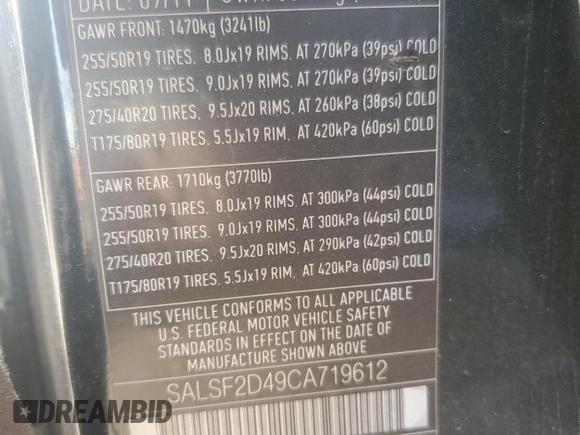 DATE: 07/11
GAWR FRONT: 1470kg (3241lb)
255/50R19 TIRES. 8.0Jx19 RIMS. AT 270kPa (39psi) COLD
255/50R19 TIRES. 9.0Jx19 RIMS. AT 270kPa (39psi) COLD
275/40R20 TIRES. 9.5Jx20 RIMS. AT 260kPa (38psi) COLD
T175/80R19 TIRES. 5.5Jx19 RIM. AT 420kPa (60psi) COLD
GAWR REAR: 1710kg (3770lb)
255/50R19 TIRES. 8.0Jx19 RIMS. AT 300kPa (44psi) COLD
255/50R19 TIRES. 9.0Jx19 RIMS. AT 300kPa (44psi) COLD
275/40R20 TIRES. 9.5Jx20 RIMS. AT 290kPa (42psi) COLD
T175/80R19 TIRES. 5.5Jx19 RIM. AT 420kPa (60psi) COLD
THIS VEHICLE CONFORMS TO ALL APPLICABLE
U.S. FEDERAL MOTOR VEHICLE SAFETY
STANDARDS IN EFFECT ON THE DATE OF
MANUFACTURE SHOWN ABOVE
SALSF2D49CA719612
DREAMBID